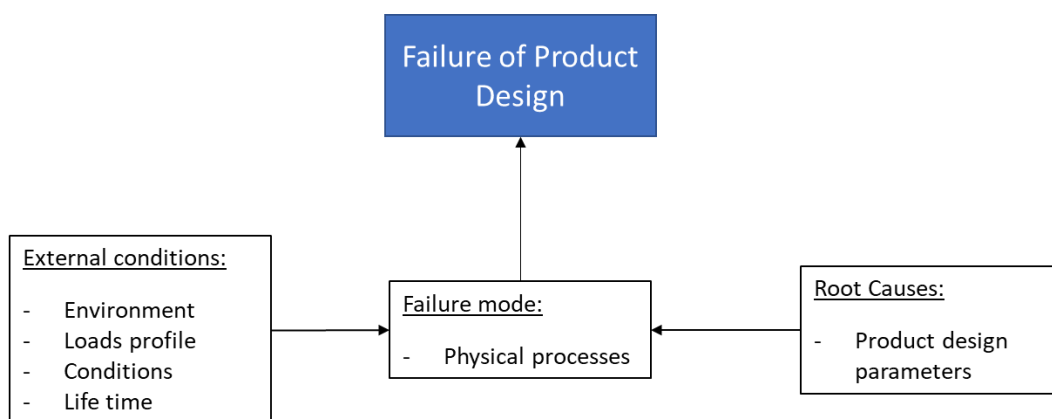 Failure of Product
Design
External conditions:
- Environment
- Loads profile
- Conditions
- Life time
Failure mode:
- Physical processes
Root Causes:
- Product design
parameters